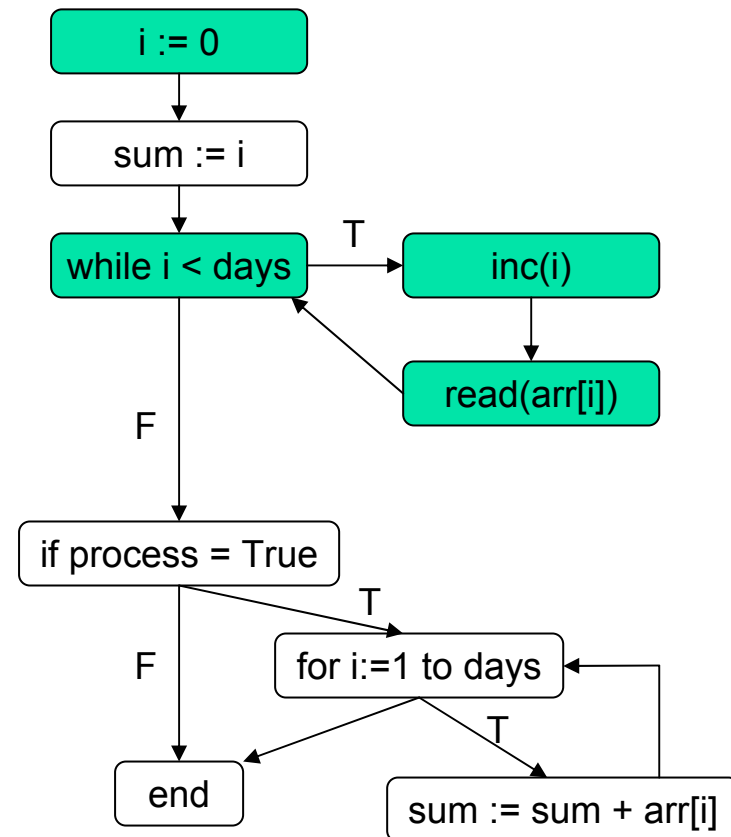 i := 0
sum := i
while i < days
T
inc(i)
read(arr[i])
F
if process = True
T
F
for i:=1 to days
T
end
sum := sum + arr[i]